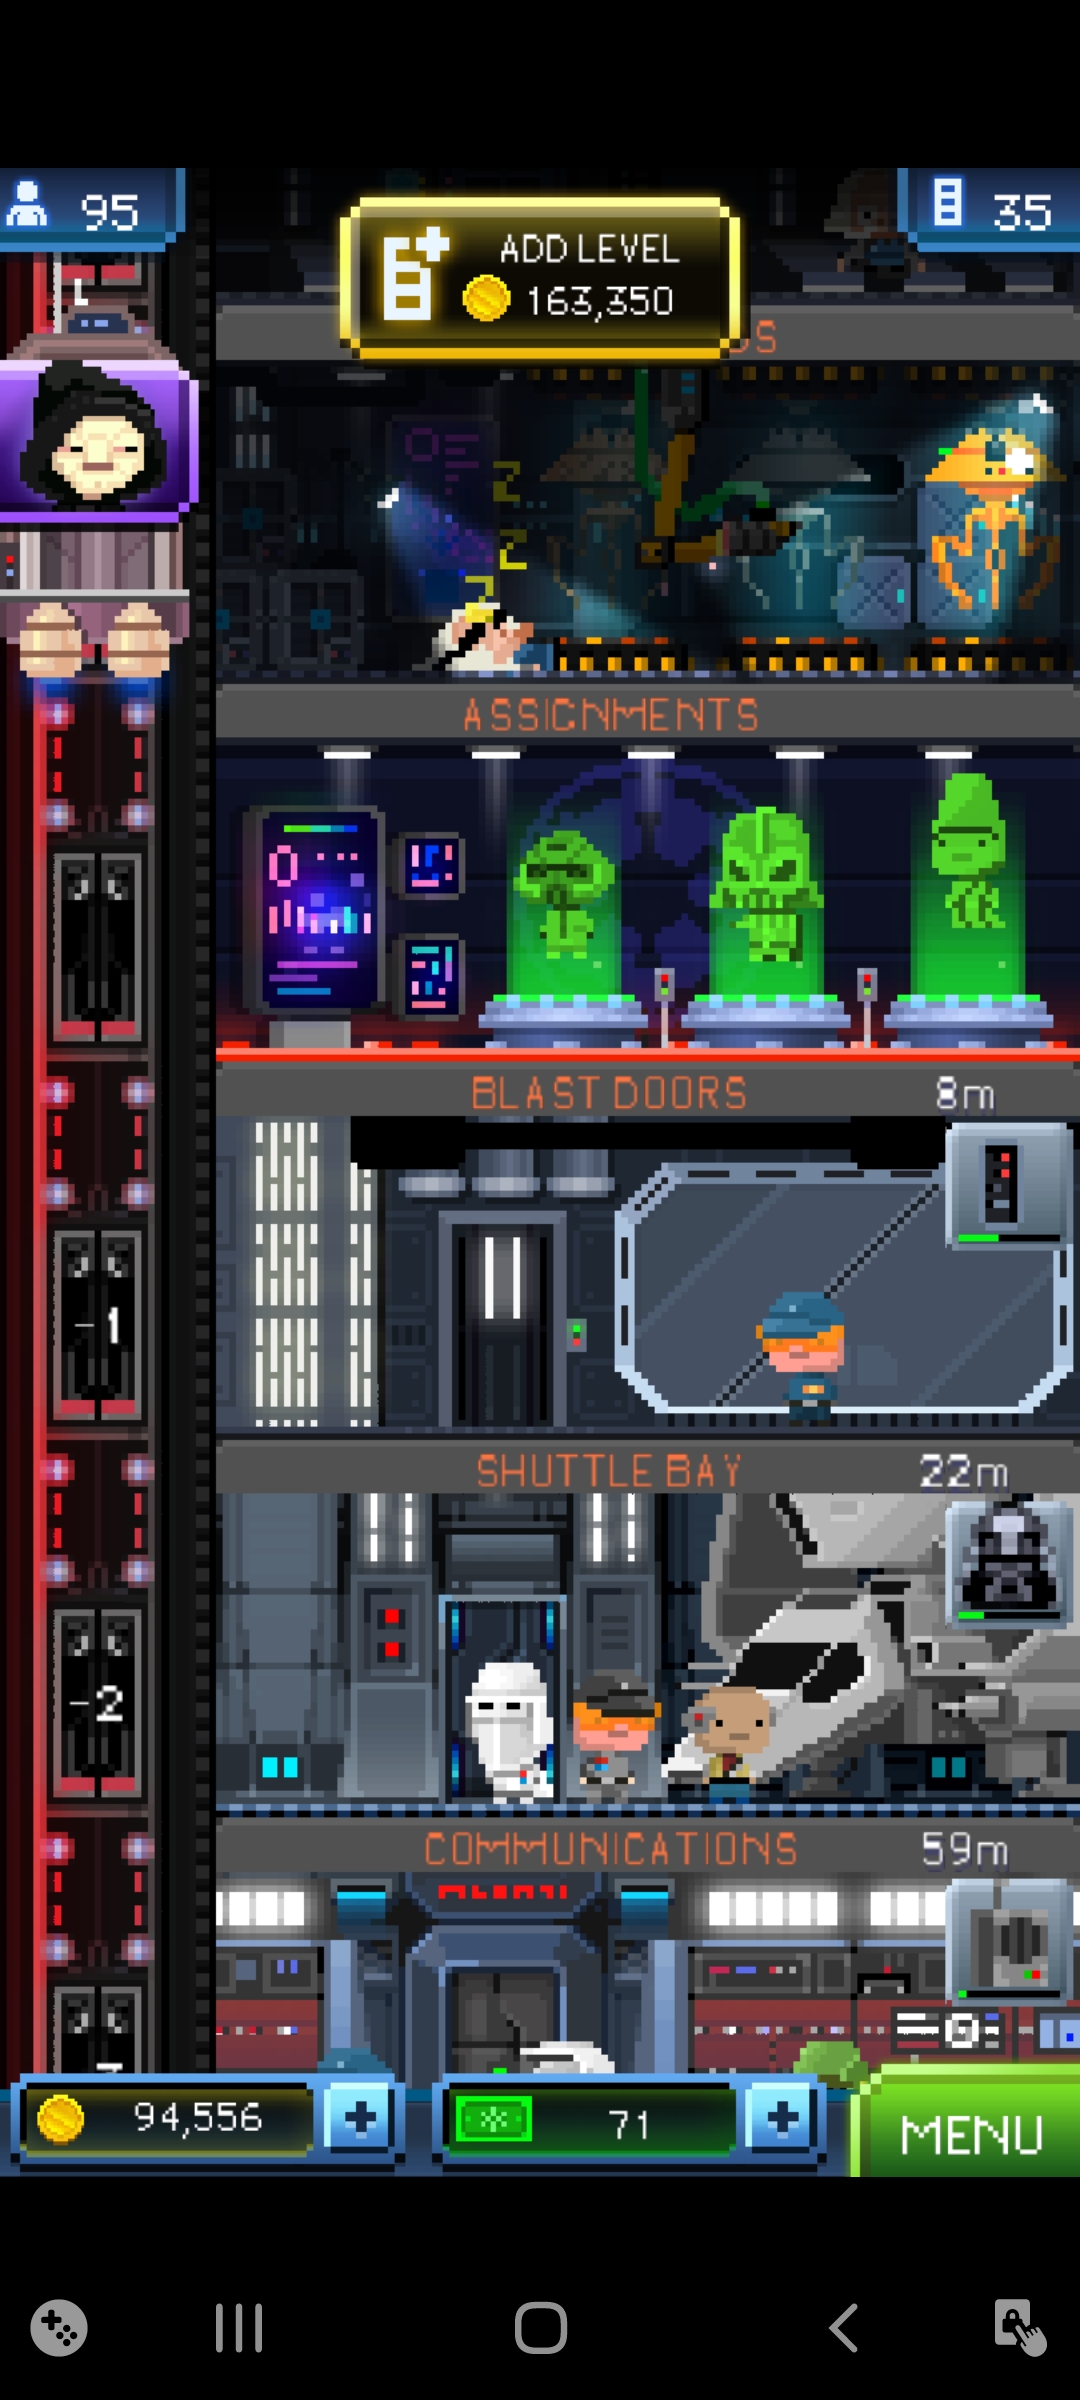 95
ADD LEVEL
163,350
35
DS
ASSIGNMENTS
BLAST DOORS 8m
-1
SHUTTLE BAY 22m
-2
COMMUNICATIONS 59m
94,556
71
MENU